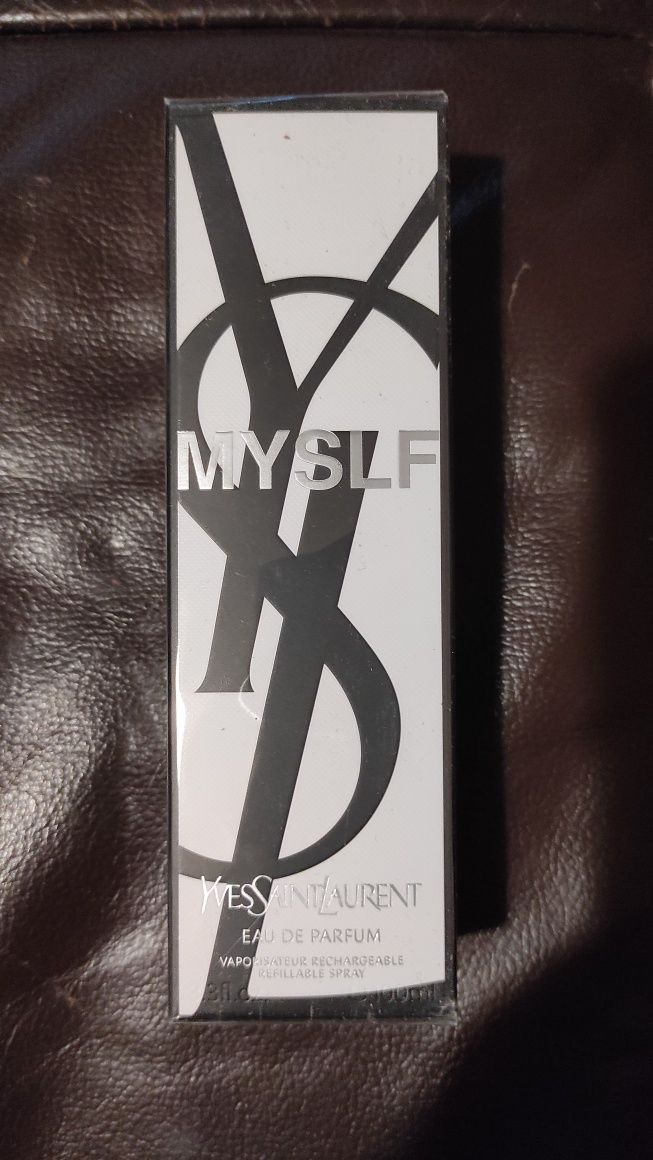 MYSLF
YVESSAINTLAURENT
EAU DE PARFUM
VAPORISATEUR RECHARGEABLE
REFILLABLE SPRAY